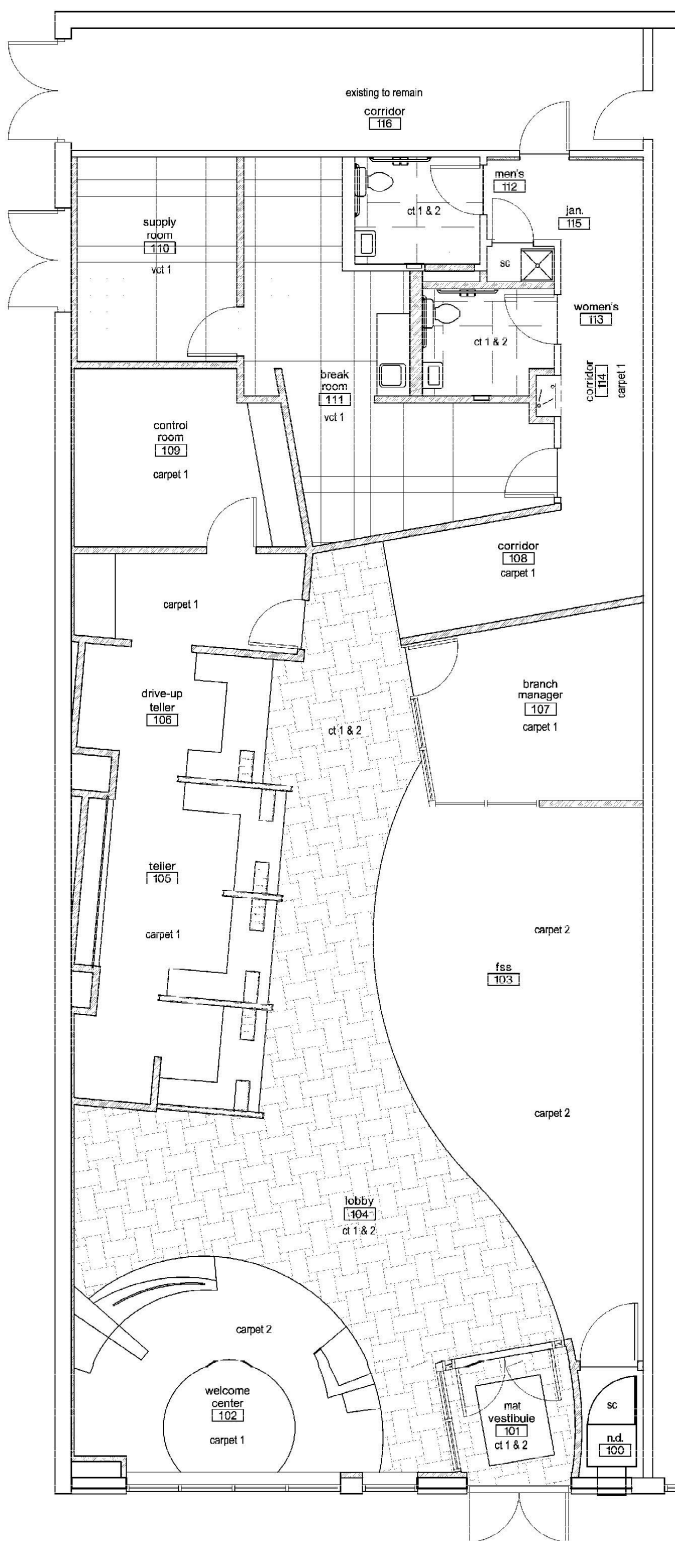 existing to remain
corridor
116
men's
112
ct 1 & 2
jan.
115
supply
room
110
vct 1
sc
women's
113
ct 1 & 2
corridor
114
carpet 1
break
room
111
vct 1
control
room
109
carpet 1
corridor
108
carpet 1
carpet 1
branch
manager
107
carpet 1
drive-up
teller
106
ct 1 & 2
teller
105
carpet 1
carpet 2
fss
103
carpet 2
lobby
104
ct 1 & 2
carpet 2
welcome
center
102
carpet 1
mat
vestibule
101
ct 1 & 2
sc
n.d.
100